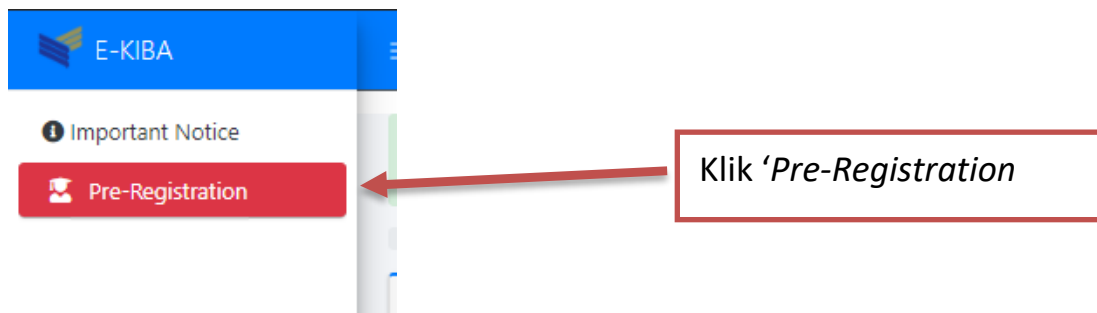 E-KIBA
Important Notice
Pre-Registration
Klik ‘Pre-Registration